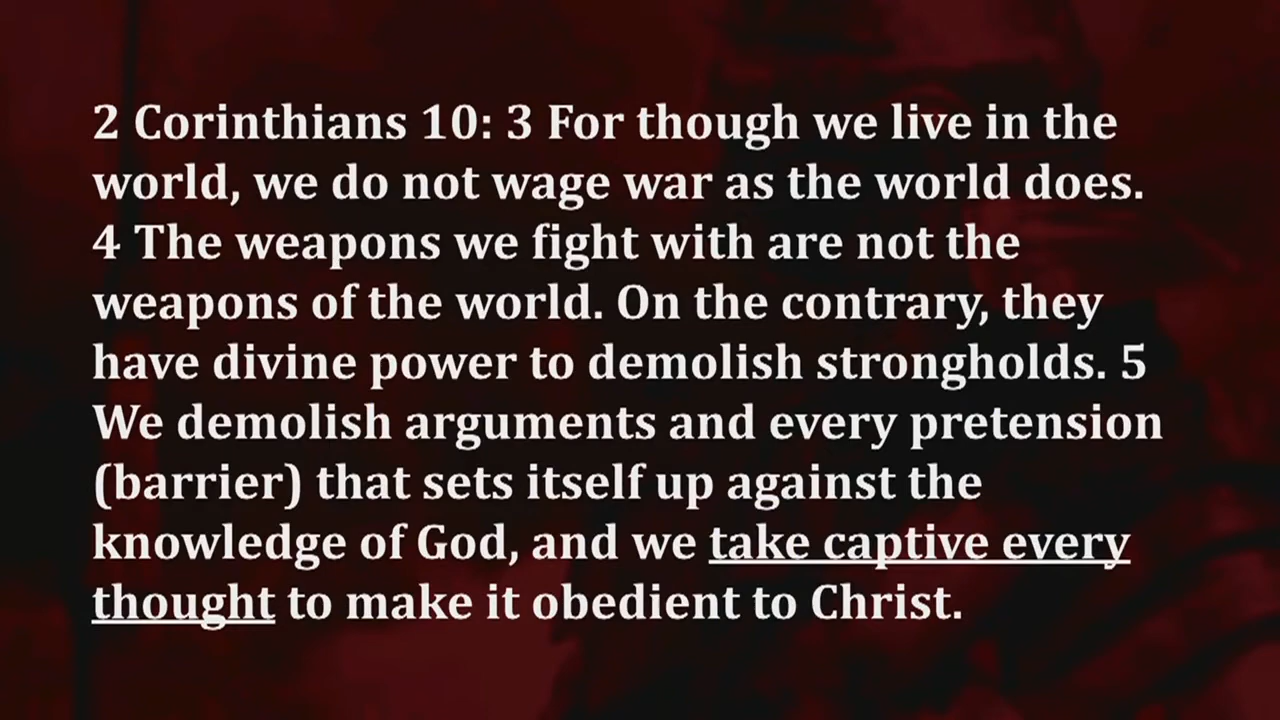 2 Corinthians 10: 3 For though we live in the
world, we do not wage war as the world does.
4 The weapons we fight with are not the
weapons of the world. On the contrary, they
have divine power to demolish strongholds. 5
We demolish arguments and every pretension
(barrier) that sets itself up against the
knowledge of God, and we take captive every
thought to make it obedient to Christ.